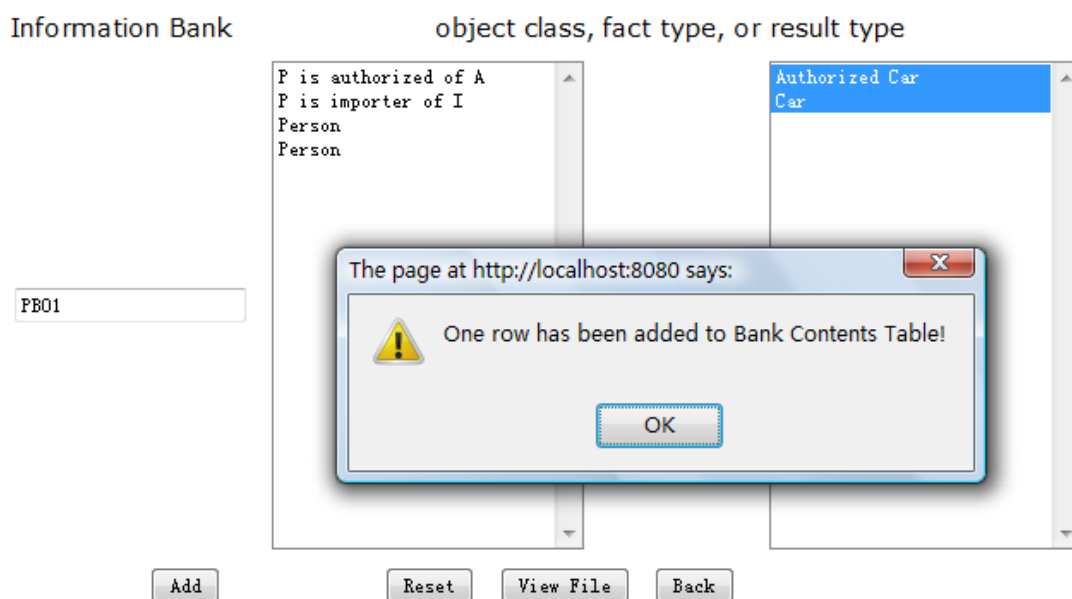 Information Bank
object class, fact type, or result type
P is authorized of A
P is importer of I
Person
Person
Authorized Car
Car
PB01
The page at http://localhost:8080 says:
One row has been added to Bank Contents Table!
OK
Add
Reset
View File
Back